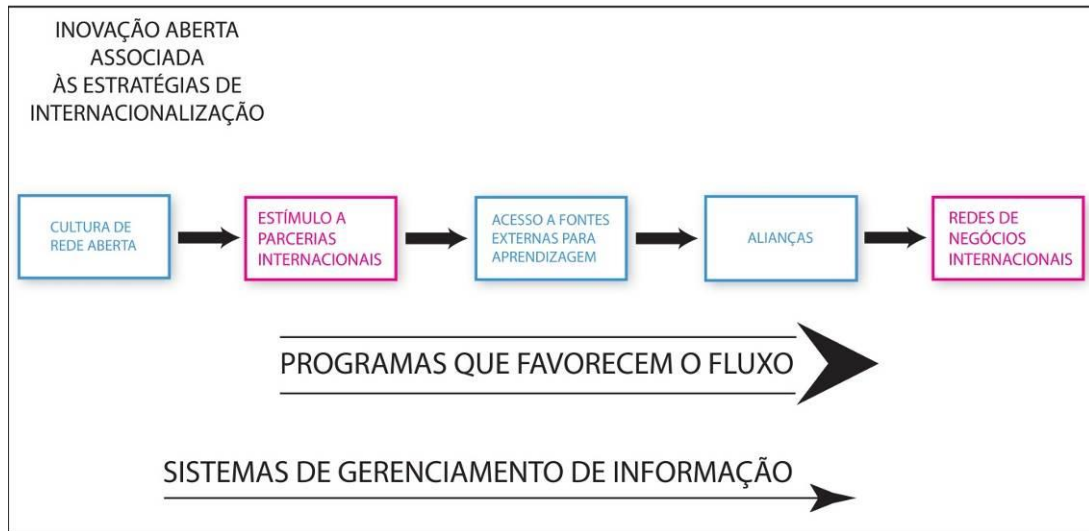 INOVAÇÃO ABERTA
ASSOCIADA
ÀS ESTRATÉGIAS DE
INTERNACIONALIZAÇÃO
CULTURA DE
REDE ABERTA
ESTÍMULO A
PARCERIAS
INTERNACIONAIS
ACESSO A FONTES
EXTERNAS PARA
APRENDIZAGEM
ALIANÇAS
REDES DE
NEGÓCIOS
INTERNACIONAIS
PROGRAMAS QUE FAVORECEM O FLUXO
SISTEMAS DE GERENCIAMENTO DE INFORMAÇÃO